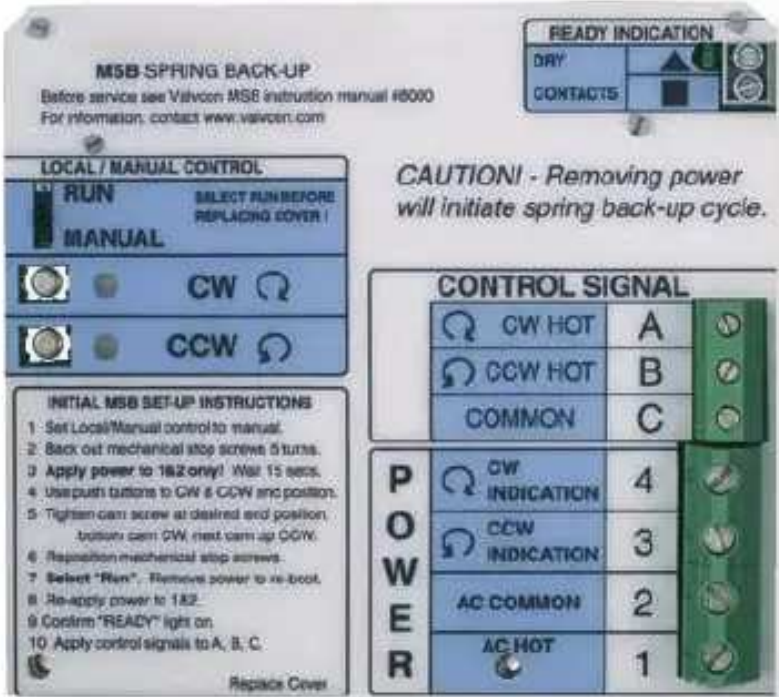 MSB SPRING BACK-UP
Before service see Valvcon MSB instruction manual #6000
For information, contact www.valvcon.com
READY INDICATION
DRY
CONTACTS
LOCAL / MANUAL CONTROL
RUN
SELECT RUN BEFORE
REPLACING COVER !
MANUAL
CW
CCW
CAUTION! - Removing power
will initiate spring back-up cycle.
CONTROL SIGNAL
CW HOT A
CCW HOT B
COMMON C
POWER
CW
INDICATION 4
CCW
INDICATION 3
AC COMMON 2
AC HOT 1
INITIAL MSB SET-UP INSTRUCTIONS
1 Set Local/Manual control to manual.
2 Back out mechanical stop screws 5 turns.
3 Apply power to 1&2 only! Wait 15 secs.
4 Use push buttons to CW & CCW end position.
5 Tighten cam screw at desired end position,
bottom cam CW, next cam up CCW.
6 Reposition mechanical stop screws.
7 Select "Run". Remove power to re-boot.
8 Re-apply power to 1&2.
9 Confirm "READY" light on.
10 Apply control signals to A, B, C.
Replace Cover